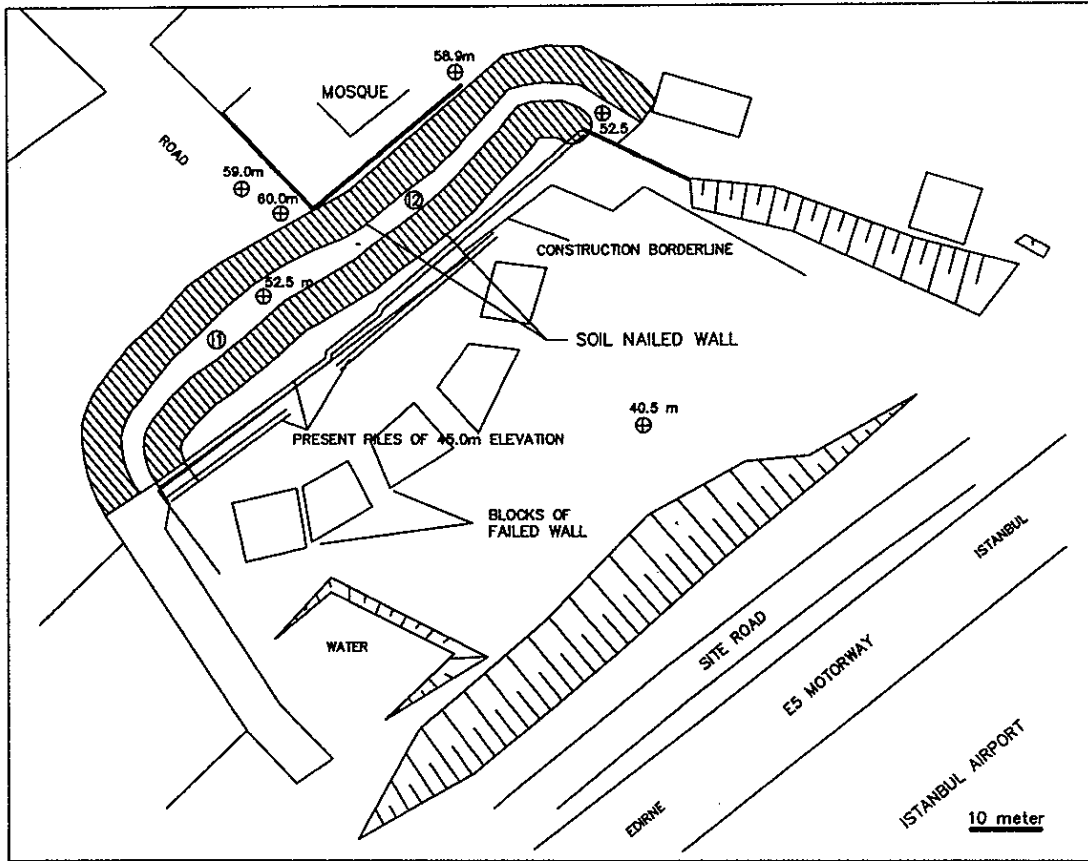 58.9m
MOSQUE
52.5
ROAD
59.0m
60.0m
I2
CONSTRUCTION BORDERLINE
52.5 m
I1
SOIL NAILED WALL
40.5 m
PRESENT PILES OF 45.0m ELEVATION
BLOCKS OF
FAILED WALL
ISTANBUL
WATER
SITE ROAD
E5 MOTORWAY
EDIRNE
ISTANBUL AIRPORT
10 meter